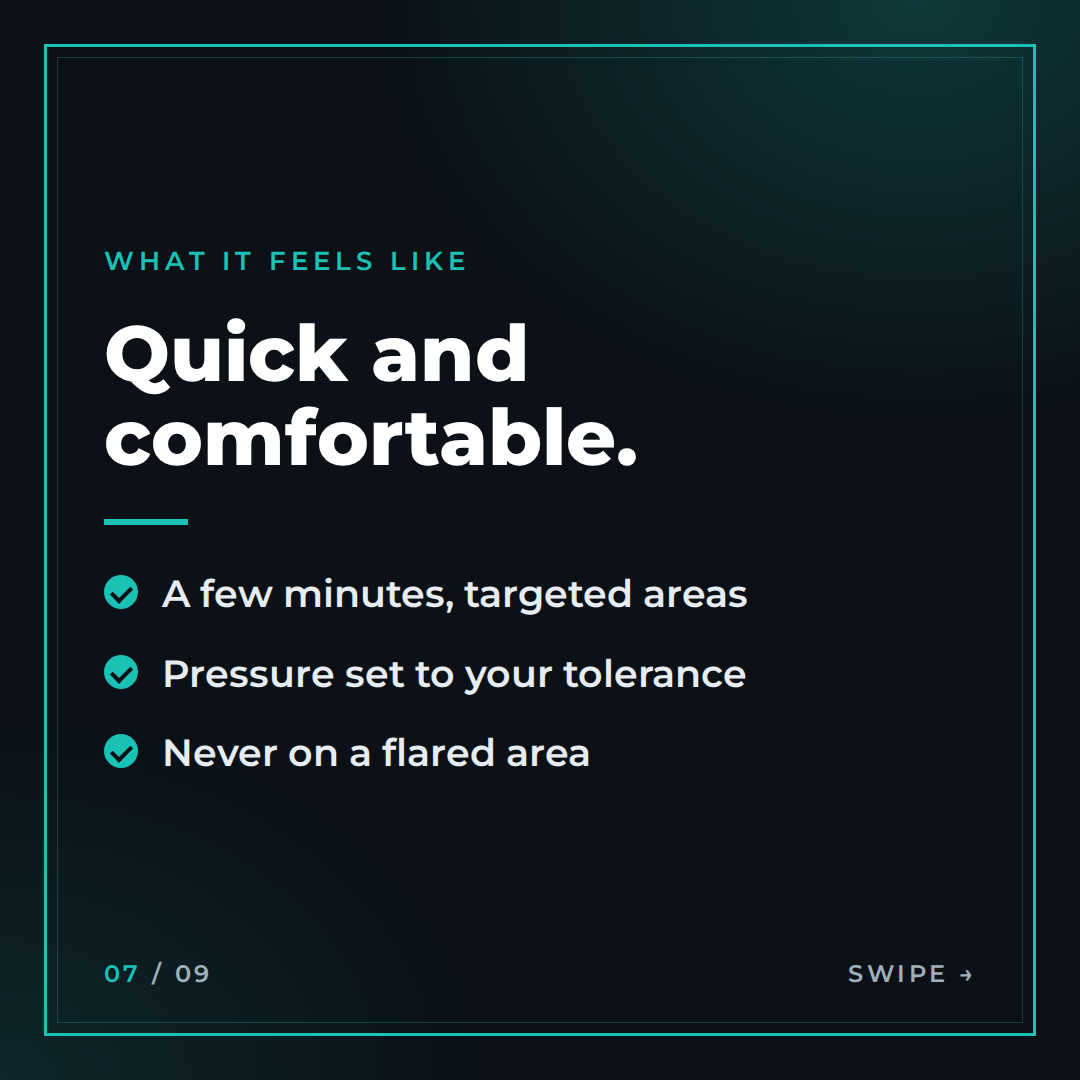 WHAT IT FEELS LIKE
Quick and
comfortable.
A few minutes, targeted areas
Pressure set to your tolerance
Never on a flared area
07 / 09
SWIPE →